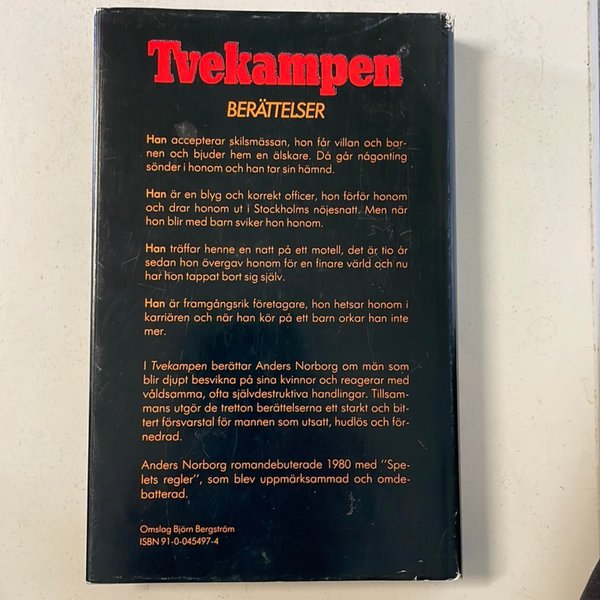 Tvekampen
BERÄTTELSER
Han accepterar skilsmässan, hon får villan och bar-
nen och bjuder hem en älskare. Då går någonting
sönder i honom och han tar sin hämnd.
Han är en blyg och korrekt officer, hon förför honom
och drar honom ut i Stockholms nöjesnatt. Men när
hon blir med barn sviker hon honom.
Han träffar henne en natt på ett motell, det är tio år
sedan hon övergav honom för en finare värld och nu
har hon tappat bort sig själv.
Han är framgångsrik företagare, hon hetsar honom i
karriären och när han kör på ett barn orkar han inte
mer.
I Tvekampen berättar Anders Norborg om män som
blir djupt besvikna på sina kvinnor och reagerar med
våldsamma, ofta självdestruktiva handlingar. Tillsam-
mans utgör de tretton berättelserna ett starkt och bit-
tert försvarstal för mannen som utsatt, hudlös och för-
nedrad.
Anders Norborg romandebuterade 1980 med "Spe-
lets regler", som blev uppmärksammad och omde-
batterad.
Omslag Björn Bergström
ISBN 91-0-045497-4